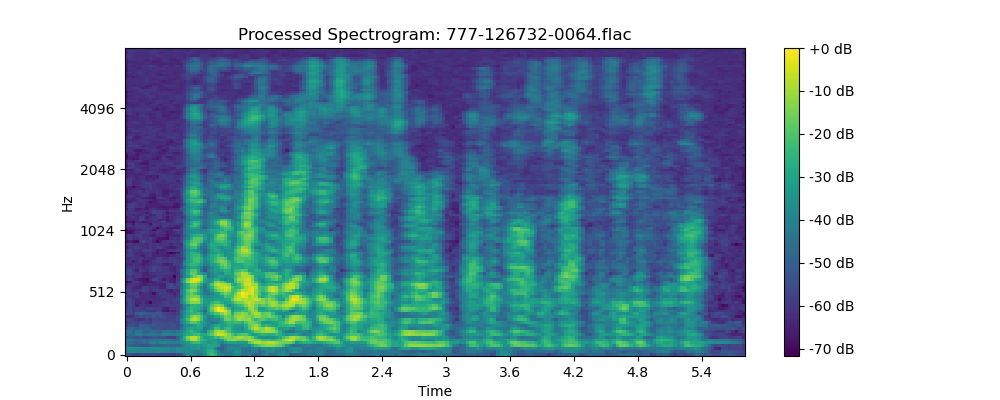 Processed Spectrogram: 777-126732-0064.flac
+0 dB
-10 dB
-20 dB
-30 dB
-40 dB
-50 dB
-60 dB
-70 dB
4096
2048
1024
512
0
Hz
0 0.6 1.2 1.8 2.4 3 3.6 4.2 4.8 5.4
Time